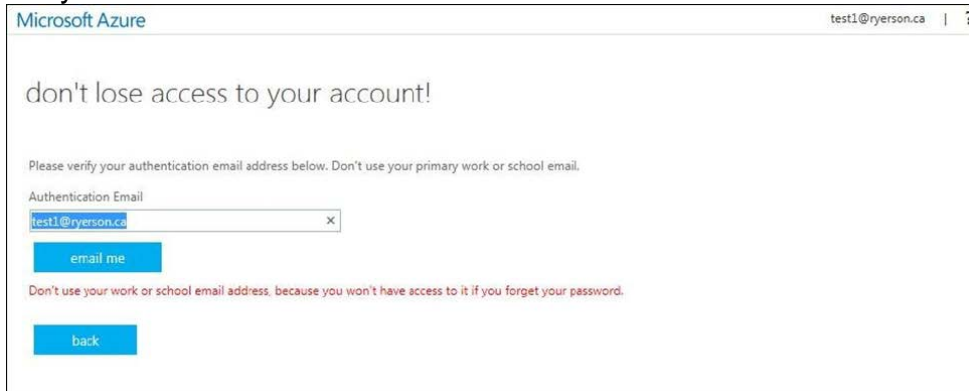 Microsoft Azure
test1@ryerson.ca | ?
don't lose access to your account!
Please verify your authentication email address below. Don't use your primary work or school email.
Authentication Email
test1@ryerson.ca ×
email me
Don't use your work or school email address, because you won't have access to it if you forget your password.
back